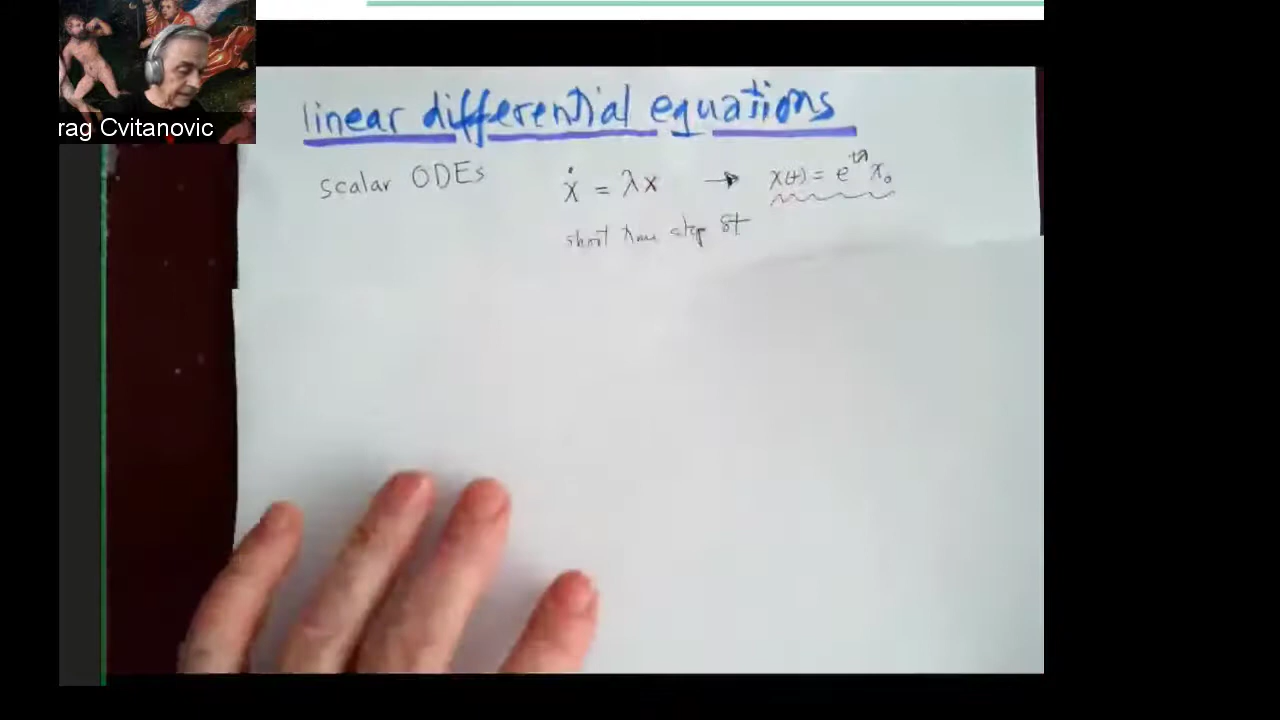 rag Cvitanovic
linear differential equations
scalar ODEs ẋ = λx → x(t) = e^{tλ} x₀
short time step δt